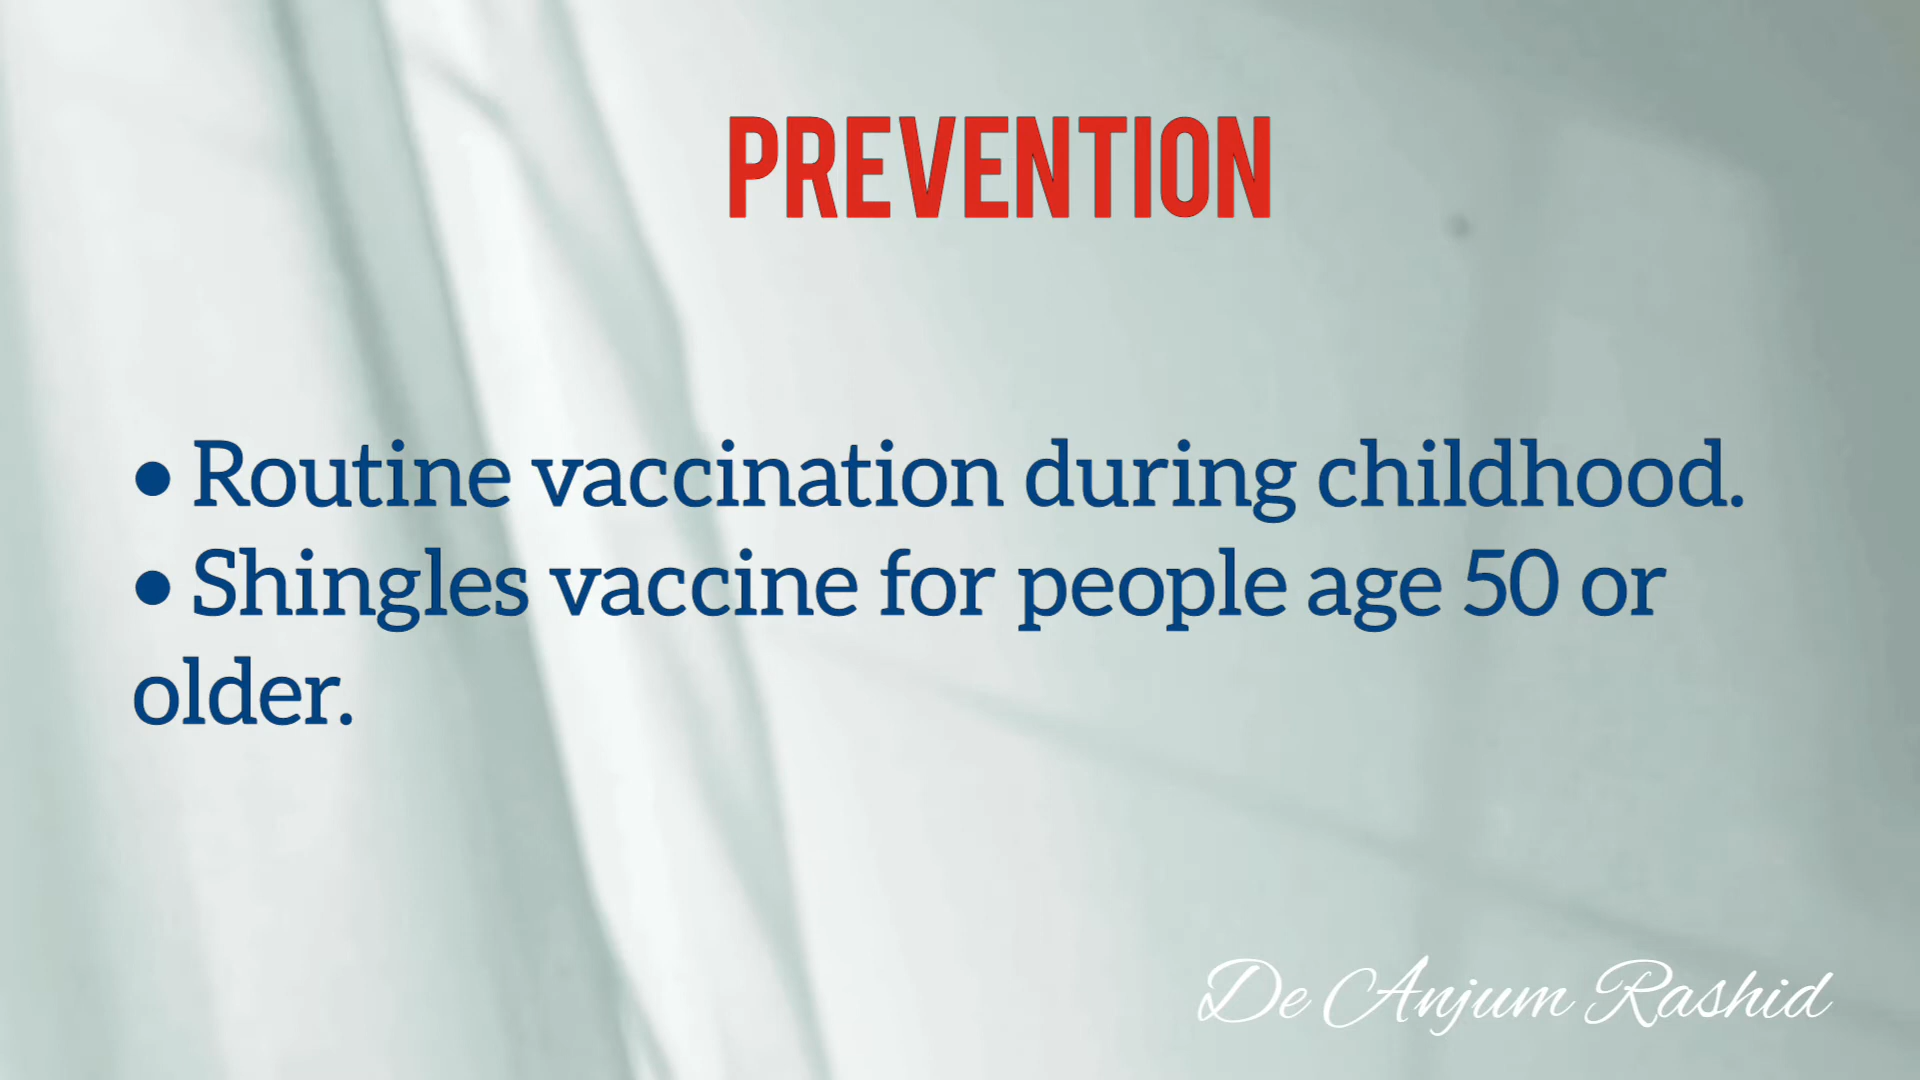 PREVENTION
• Routine vaccination during childhood.
• Shingles vaccine for people age 50 or
older.
De Anjum Rashid